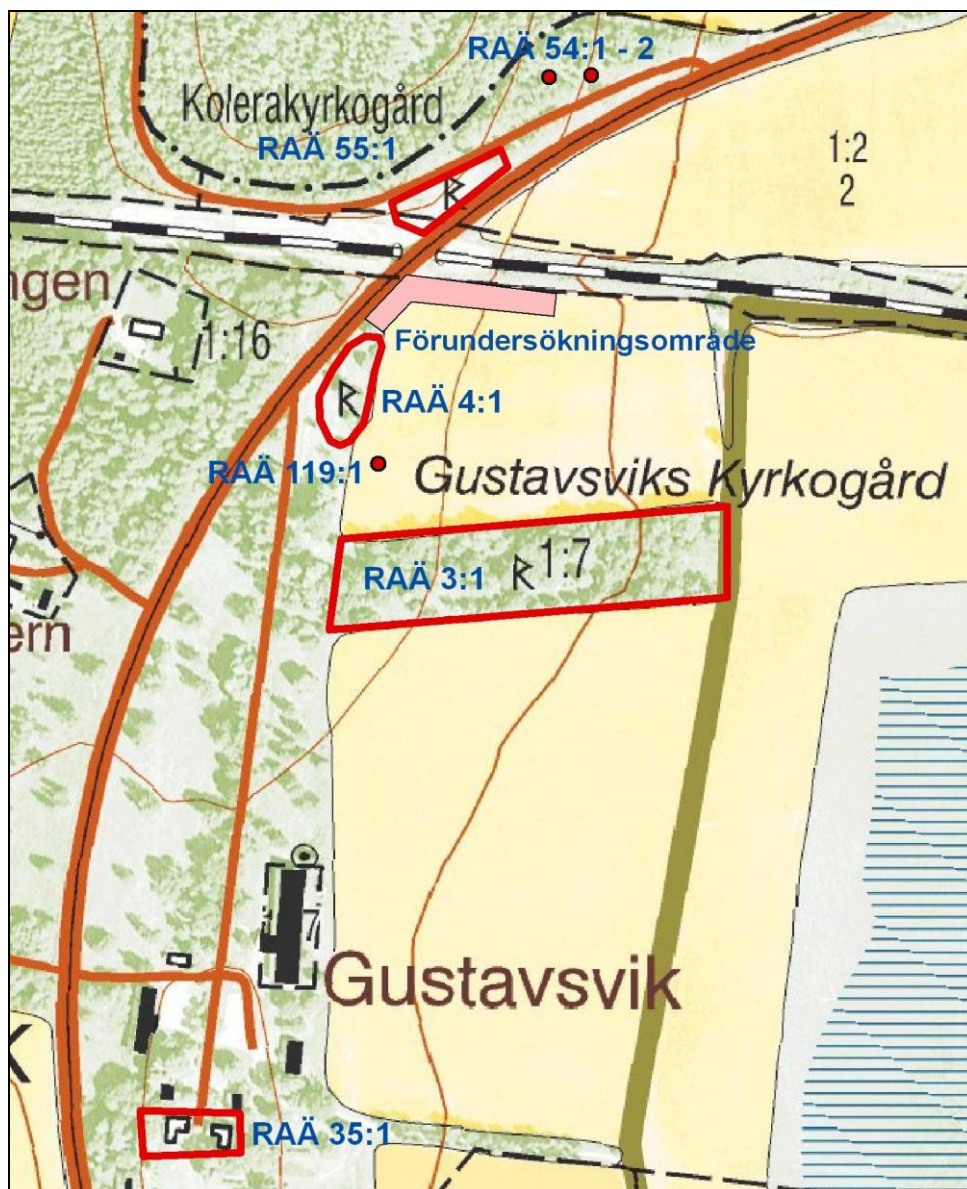 RAÄ 54:1 - 2
Kolerakyrkogård
RAÄ 55:1
1:2
2
R
ngen
1:16
Förundersökningsområde
R
RAÄ 4:1
RAÄ 119:1
Gustavsviks Kyrkogård
RAÄ 3:1
R
1:7
ern
7
Gustavsvik
K
RAÄ 35:1